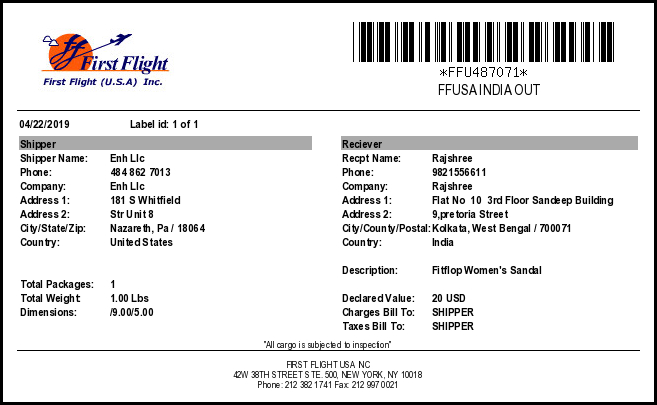 First Flight
First Flight (U.S.A) Inc.
*FFU487071*
FFUSA INDIA OUT
04/22/2019 Label id: 1 of 1
Shipper
Shipper Name: Enh Llc
Phone: 484 862 7013
Company: Enh Llc
Address 1: 181 S Whitfield
Address 2: Str Unit 8
City/State/Zip: Nazareth, Pa / 18064
Country: United States
Total Packages: 1
Total Weight: 1.00 Lbs
Dimensions: /9.00/5.00
Reciever
Recpt Name: Rajshree
Phone: 9821556611
Company: Rajshree
Address 1: Flat No 10 3rd Floor Sandeep Building
Address 2: 9,pretoria Street
City/County/Postal: Kolkata, West Bengal / 700071
Country: India
Description: Fitflop Women's Sandal
Declared Value: 20 USD
Charges Bill To: SHIPPER
Taxes Bill To: SHIPPER
"All cargo is subjected to inspection"
FIRST FLIGHT USA INC
42W 38TH STREET STE. 500, NEW YORK, NY 10018
Phone: 212 382 1741 Fax: 212 997 0021